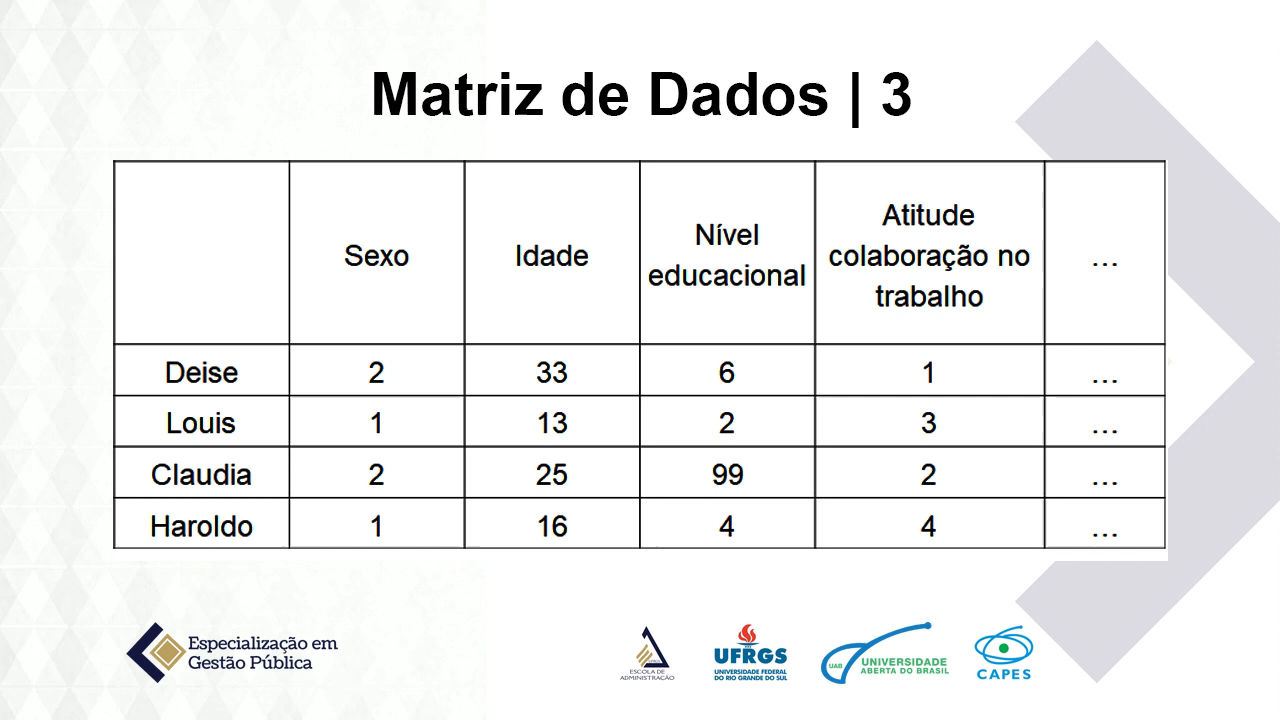 Matriz de Dados | 3
Sexo
Idade
Nível
educacional
Atitude
colaboração no
trabalho
...
Deise 2 33 6 1 ...
Louis 1 13 2 3 ...
Claudia 2 25 99 2 ...
Haroldo 1 16 4 4 ...
Especialização em
Gestão Pública
ESCOLA DE
ADMINISTRAÇÃO
UFRGS
UNIVERSIDADE FEDERAL
DO RIO GRANDE DO SUL
UAB
UNIVERSIDADE
ABERTA DO BRASIL
CAPES